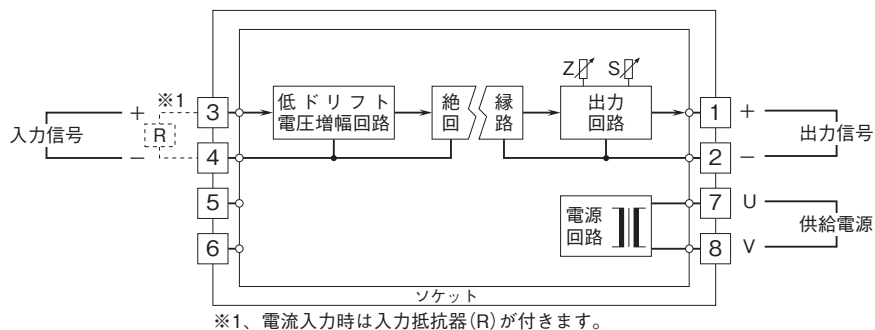 Z S
※1
3
低ドリフト
電圧増幅回路
絶縁
回路
出力
回路
1
+
+
入力信号
R
出力信号
−
4
2
−
5
7
U
電源
回路
供給電源
6
8
V
ソケット
※1、電流入力時は入力抵抗器(R)が付きます。